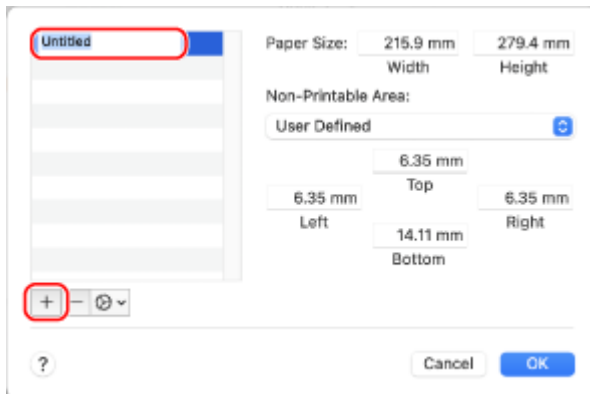 Untitled
Paper Size: 215.9 mm 279.4 mm
Width Height
Non-Printable Area:
User Defined
6.35 mm
Top
6.35 mm 6.35 mm
Left Right
14.11 mm
Bottom
+ −
? Cancel OK